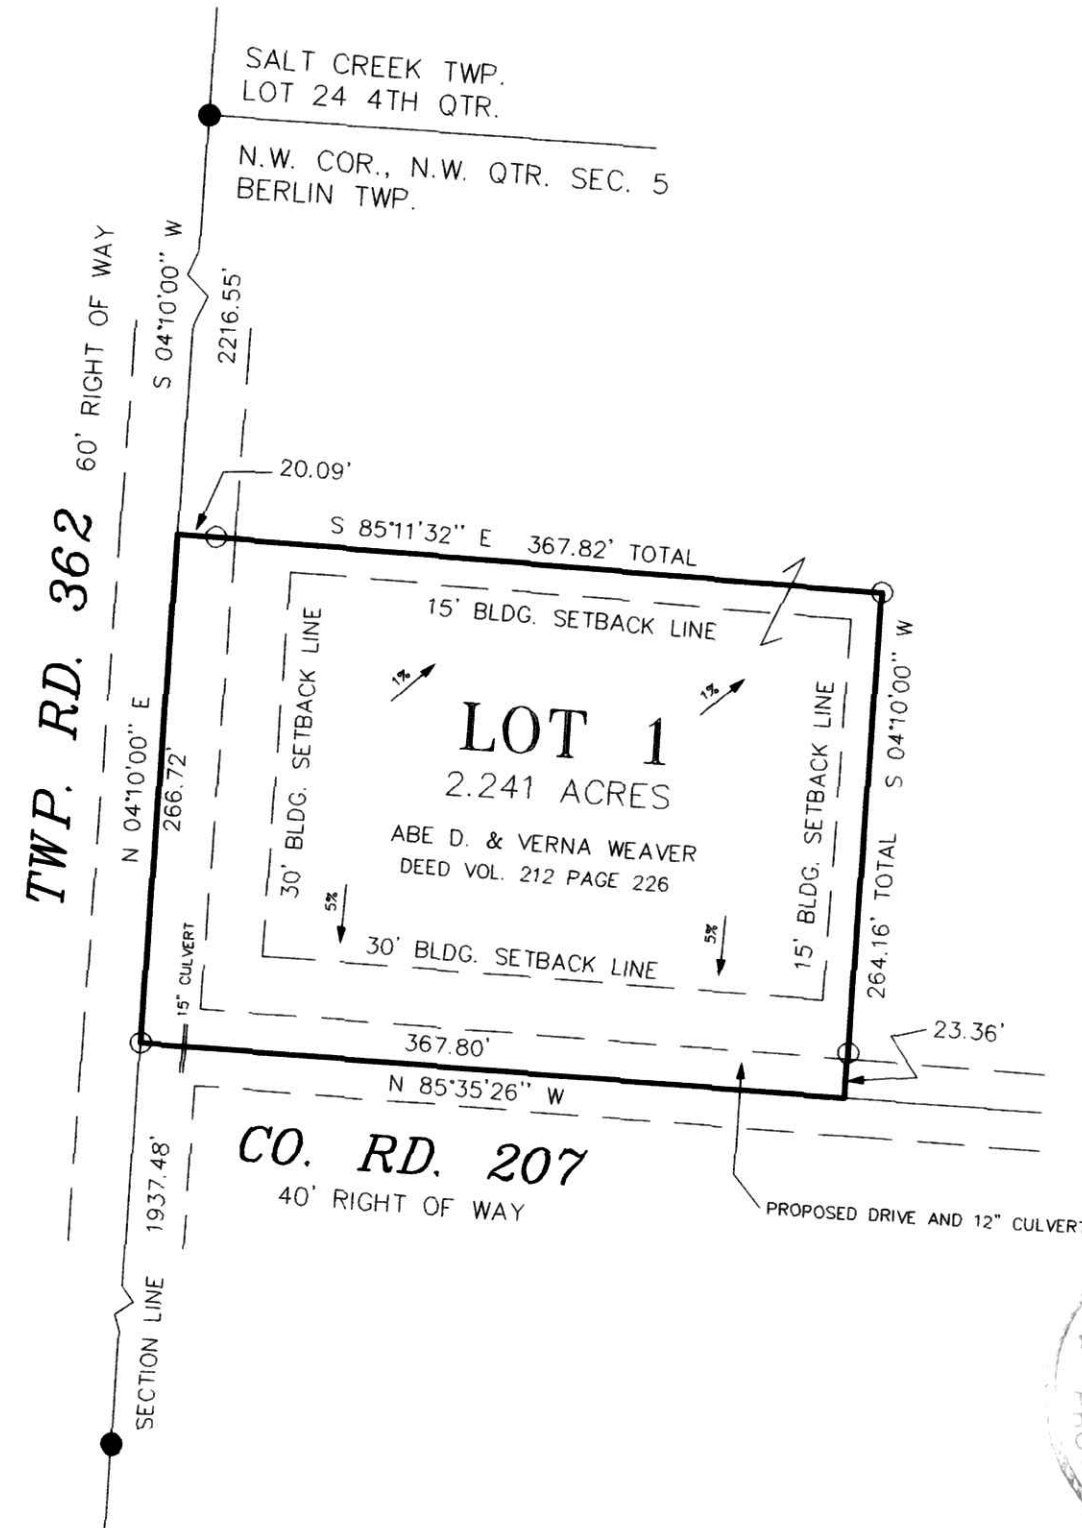 SALT CREEK TWP.
LOT 24 4TH QTR.
N.W. COR., N.W. QTR. SEC. 5
BERLIN TWP.
S 04°10'00" W
2216.55'
60' RIGHT OF WAY
TWP. RD. 362
20.09'
S 85°11'32" E 367.82' TOTAL
15' BLDG. SETBACK LINE
30' BLDG. SETBACK LINE
1%
1%
LOT 1
2.241 ACRES
ABE D. & VERNA WEAVER
DEED VOL. 212 PAGE 226
N 04°10'00" E
266.72'
15' BLDG. SETBACK LINE
S 04°10'00" W
264.16' TOTAL
5%
5%
30' BLDG. SETBACK LINE
15" CULVERT
367.80'
N 85°35'26" W
23.36'
CO. RD. 207
40' RIGHT OF WAY
PROPOSED DRIVE AND 12" CULVERT
1937.48'
SECTION LINE